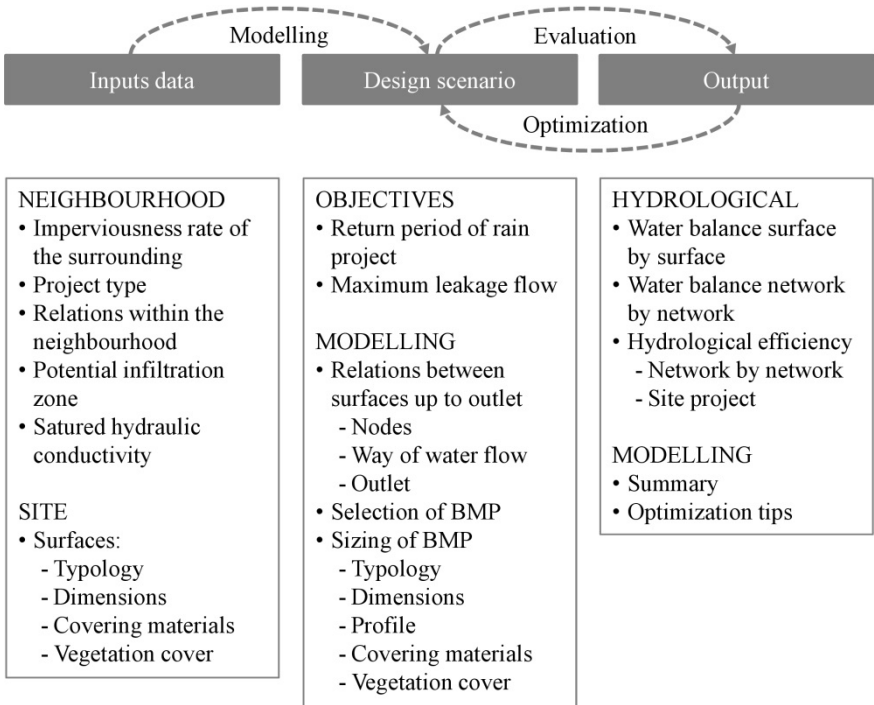 Modelling
Evaluation
Inputs data
Design scenario
Output
Optimization
NEIGHBOURHOOD
• Imperviousness rate of
the surrounding
• Project type
• Relations within the
neighbourhood
• Potential infiltration
zone
• Satured hydraulic
conductivity
SITE
• Surfaces:
- Typology
- Dimensions
- Covering materials
- Vegetation cover
OBJECTIVES
• Return period of rain
project
• Maximum leakage flow
MODELLING
• Relations between
surfaces up to outlet
- Nodes
- Way of water flow
- Outlet
• Selection of BMP
• Sizing of BMP
- Typology
- Dimensions
- Profile
- Covering materials
- Vegetation cover
HYDROLOGICAL
• Water balance surface
by surface
• Water balance network
by network
• Hydrological efficiency
- Network by network
- Site project
MODELLING
• Summary
• Optimization tips